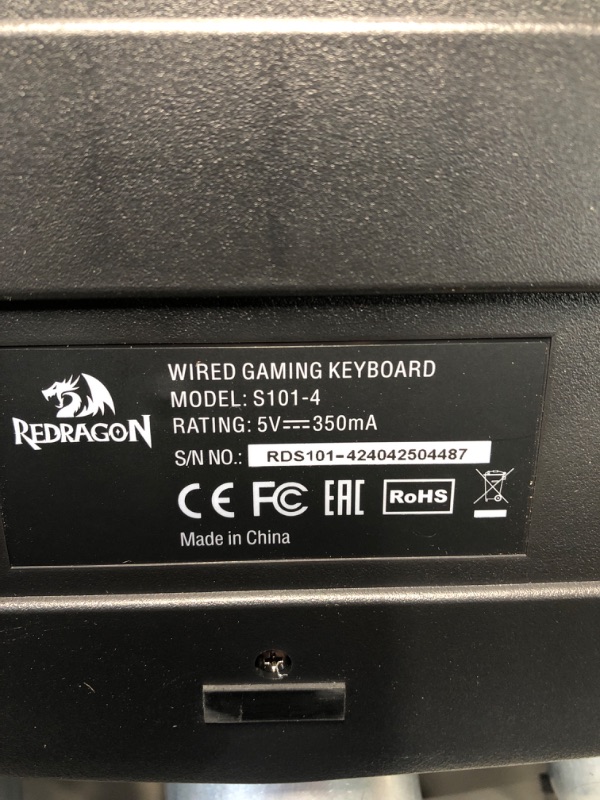 REDRAGON
WIRED GAMING KEYBOARD
MODEL: S101-4
RATING: 5V⎓350mA
S/N NO.: RDS101-424042504487
CE FC EAC RoHS
Made in China